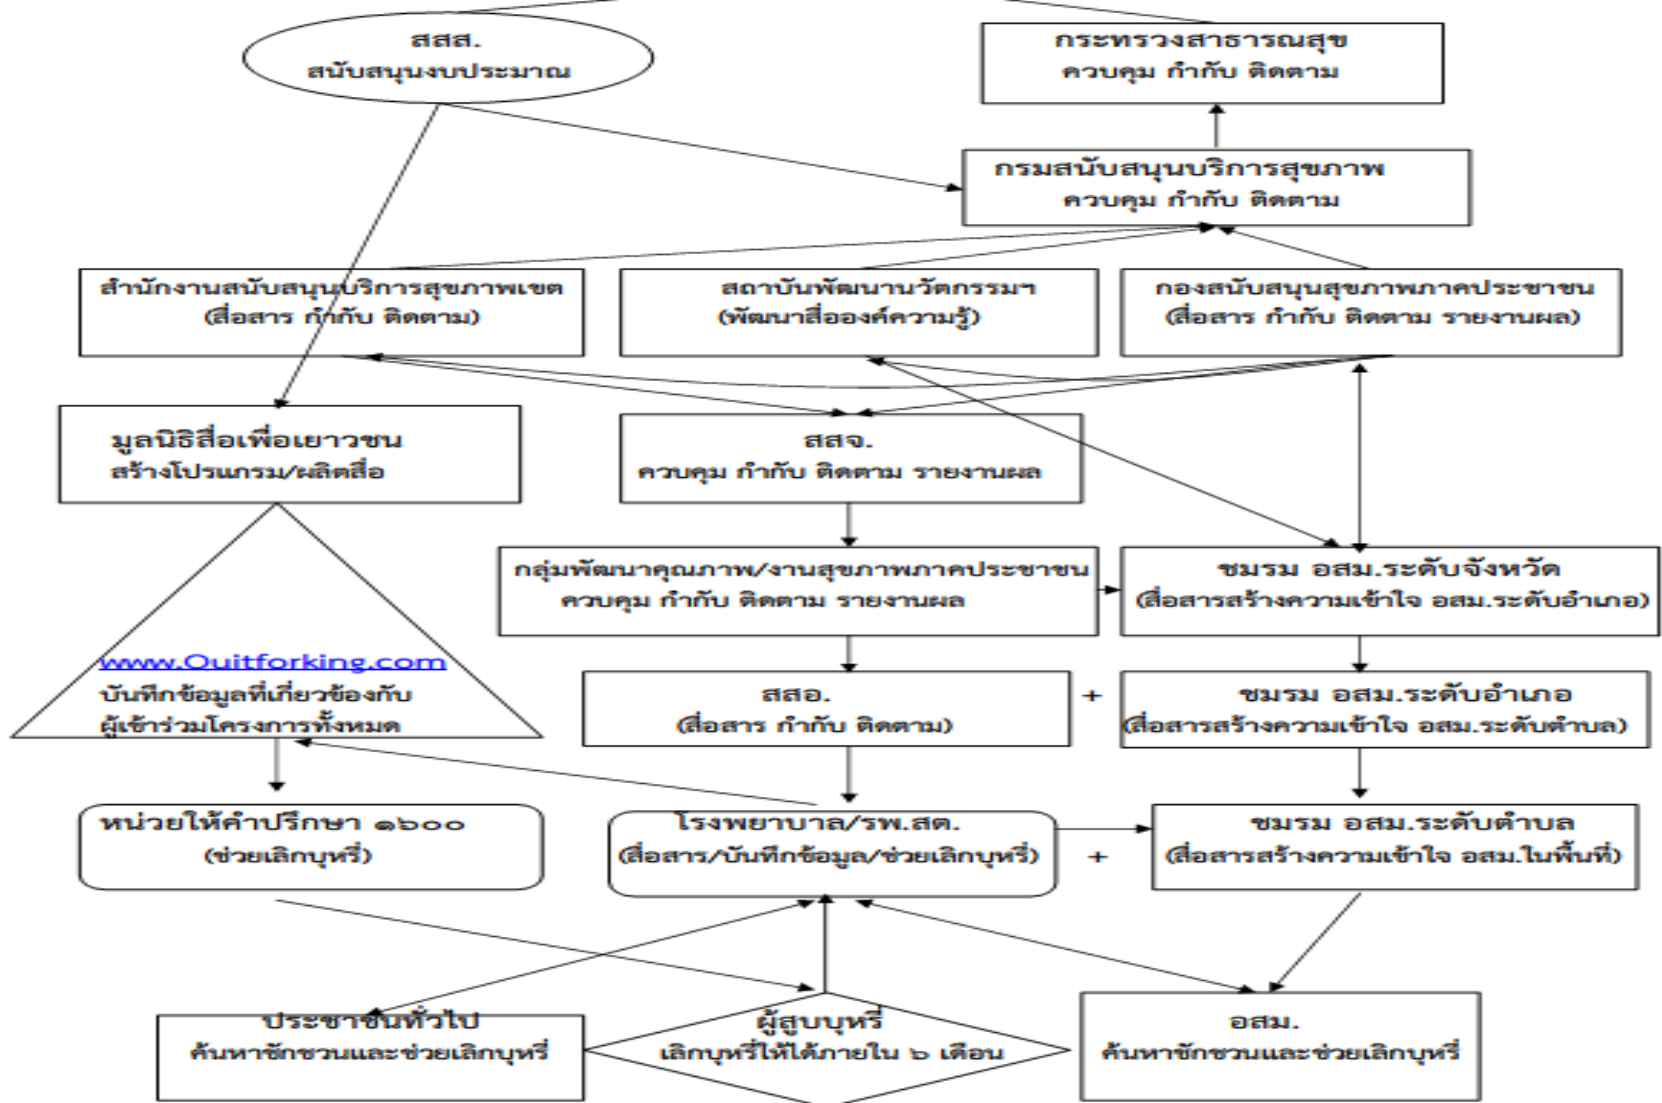 สสส.
สนับสนุนงบประมาณ
กระทรวงสาธารณสุข
ควบคุม กำกับ ติดตาม
กรมสนับสนุนบริการสุขภาพ
ควบคุม กำกับ ติดตาม
สำนักงานสนับสนุนบริการสุขภาพเขต
(สื่อสาร กำกับ ติดตาม)
สถาบันพัฒนานวัตกรรมฯ
(พัฒนาสื่อองค์ความรู้)
กองสนับสนุนสุขภาพภาคประชาชน
(สื่อสาร กำกับ ติดตาม รายงานผล)
มูลนิธิสื่อเพื่อเยาวชน
สร้างโปรแกรม/ผลิตสื่อ
สสจ.
ควบคุม กำกับ ติดตาม รายงานผล
กลุ่มพัฒนาคุณภาพ/งานสุขภาพภาคประชาชน
ควบคุม กำกับ ติดตาม รายงานผล
ชมรม อสม.ระดับจังหวัด
(สื่อสารสร้างความเข้าใจ อสม.ระดับอำเภอ)
www.Quitforking.com
บันทึกข้อมูลที่เกี่ยวข้องกับ
ผู้เข้าร่วมโครงการทั้งหมด
สสอ.
(สื่อสาร กำกับ ติดตาม)
+
ชมรม อสม.ระดับอำเภอ
(สื่อสารสร้างความเข้าใจ อสม.ระดับตำบล)
หน่วยให้คำปรึกษา ๑๖๐๐
(ช่วยเลิกบุหรี่)
โรงพยาบาล/รพ.สต.
(สื่อสาร/บันทึกข้อมูล/ช่วยเลิกบุหรี่)
+
ชมรม อสม.ระดับตำบล
(สื่อสารสร้างความเข้าใจ อสม.ในพื้นที่)
ประชาชนทั่วไป
ค้นหาชักชวนและช่วยเลิกบุหรี่
ผู้สูบบุหรี่
เลิกบุหรี่ให้ได้ภายใน ๖ เดือน
อสม.
ค้นหาชักชวนและช่วยเลิกบุหรี่